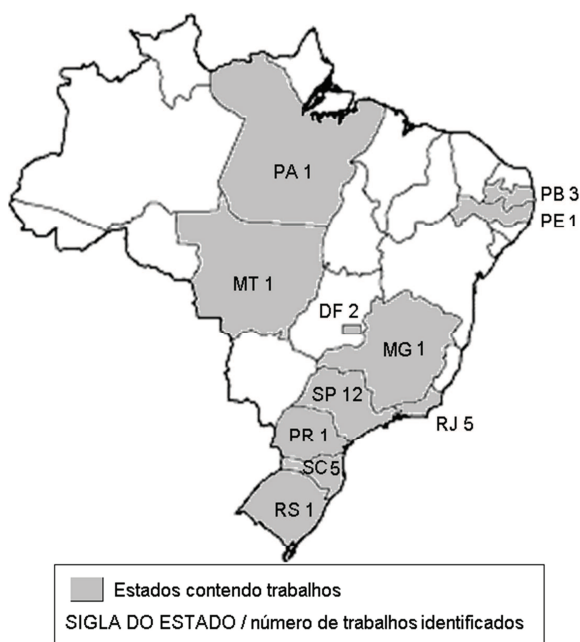 PA 1
PB 3
PE 1
MT 1
DF 2
MG 1
SP 12
RJ 5
PR 1
SC 5
RS 1
Estados contendo trabalhos
SIGLA DO ESTADO / número de trabalhos identificados